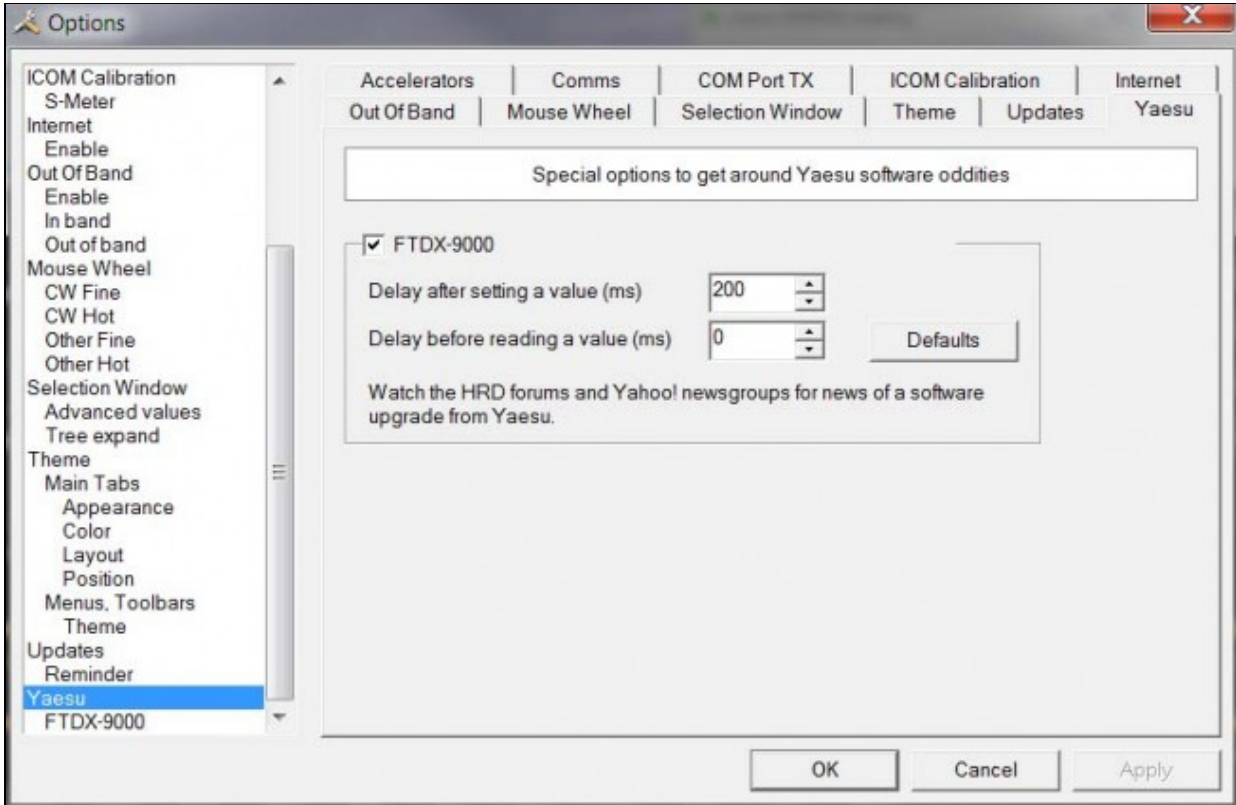 Options
ICOM Calibration
S-Meter
Internet
Enable
Out Of Band
Enable
In band
Out of band
Mouse Wheel
CW Fine
CW Hot
Other Fine
Other Hot
Selection Window
Advanced values
Tree expand
Theme
Main Tabs
Appearance
Color
Layout
Position
Menus, Toolbars
Theme
Updates
Reminder
Yaesu
FTDX-9000
Accelerators Comms COM Port TX ICOM Calibration Internet
Out Of Band Mouse Wheel Selection Window Theme Updates Yaesu
Special options to get around Yaesu software oddities
FTDX-9000
Delay after setting a value (ms) 200
Delay before reading a value (ms) 0 Defaults
Watch the HRD forums and Yahoo! newsgroups for news of a software
upgrade from Yaesu.
OK Cancel Apply